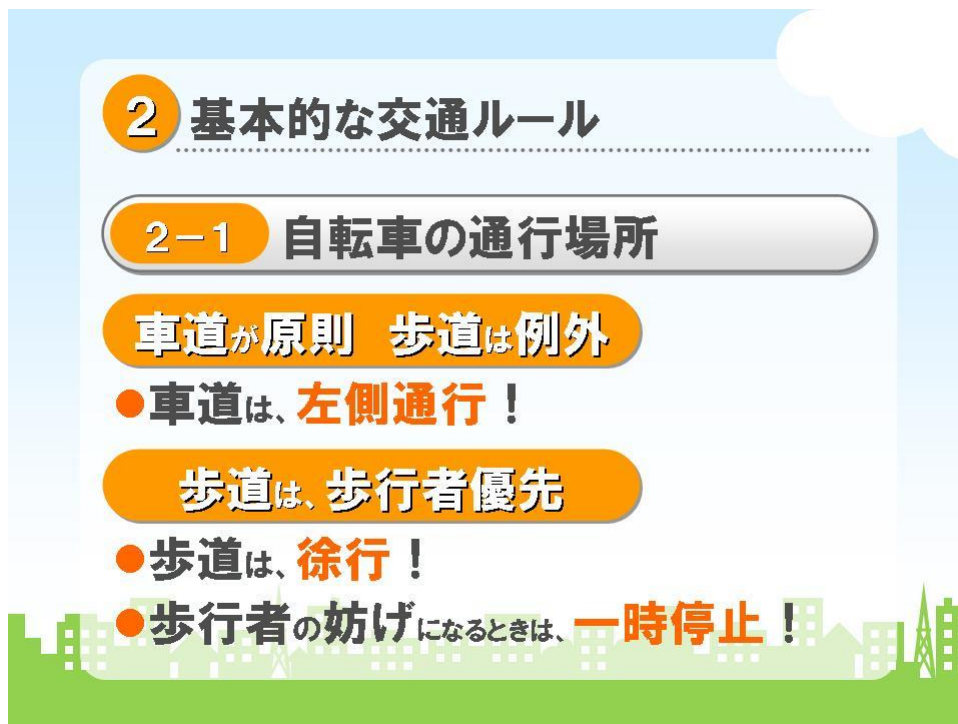 2 基本的な交通ルール
2－1 自転車の通行場所
車道が原則　歩道は例外
●車道は、左側通行！
歩道は、歩行者優先
●歩道は、徐行！
●歩行者の妨げになるときは、一時停止！